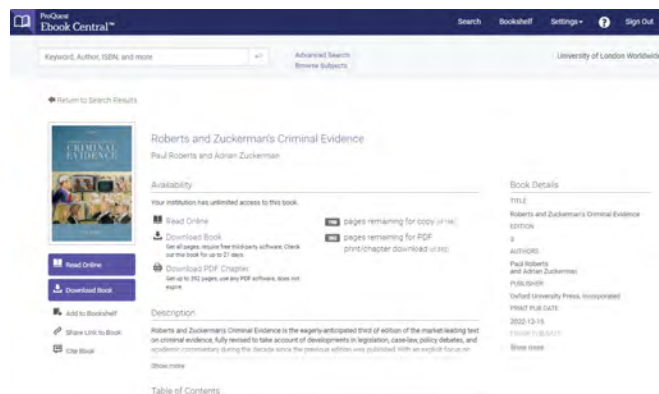 ProQuest
Ebook Central™
Search Bookshelf Settings Sign Out
Keyword, Author, ISBN, and more
Advanced Search
Browse Subjects
University of London Worldwide
Return to Search Results
CRIMINAL
EVIDENCE
Roberts and Zuckerman's Criminal Evidence
Paul Roberts and Adrian Zuckerman
Availability
Your institution has unlimited access to this book.
Read Online
Download Book
Get all pages, require free third-party software. Check
out this book for up to 21 days.
Download PDF Chapter
Get up to 392 pages, use any PDF software, does not
expire.
pages remaining for copy
pages remaining for PDF
print/chapter download
Read Online
Download Book
Add to Bookshelf
Share Link to Book
Cite Book
Description
Roberts and Zuckerman's Criminal Evidence is the eagerly-anticipated third of edition of the market-leading text
on criminal evidence, fully revised to take account of developments in legislation, case-law, policy debates, and
academic commentary during the decade since the previous edition was published. With an explicit focus on
Show more
Table of Contents
Book Details
TITLE
Roberts and Zuckerman's Criminal Evidence
EDITION
3
AUTHORS
Paul Roberts
and Adrian Zuckerman
PUBLISHER
Oxford University Press, Incorporated
PRINT PUB DATE
2022-12-15
Show more